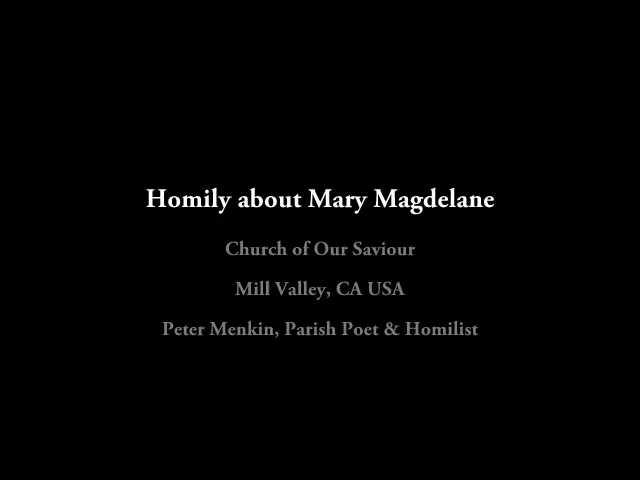 Homily about Mary Magdelane
Church of Our Saviour
Mill Valley, CA USA
Peter Menkin, Parish Poet & Homilist